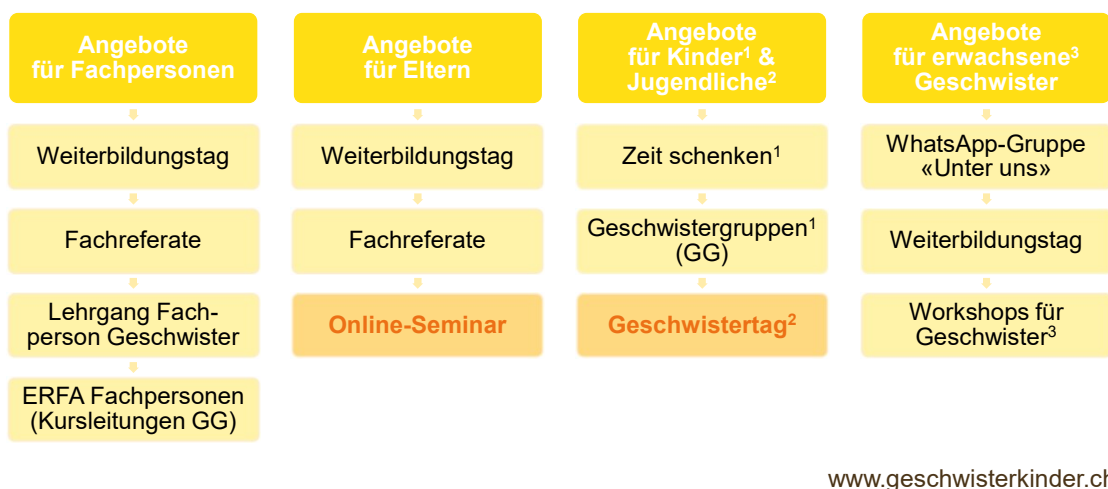 Angebote
für Fachpersonen
Weiterbildungstag
Fachreferate
Lehrgang Fach-
person Geschwister
ERFA Fachpersonen
(Kursleitungen GG)
Angebote
für Eltern
Weiterbildungstag
Fachreferate
Online-Seminar
Angebote
für Kinder¹ &
Jugendliche²
Zeit schenken¹
Geschwistergruppen¹
(GG)
Geschwistertag²
Angebote
für erwachsene³
Geschwister
WhatsApp-Gruppe
«Unter uns»
Weiterbildungstag
Workshops für
Geschwister³
www.geschwisterkinder.ch